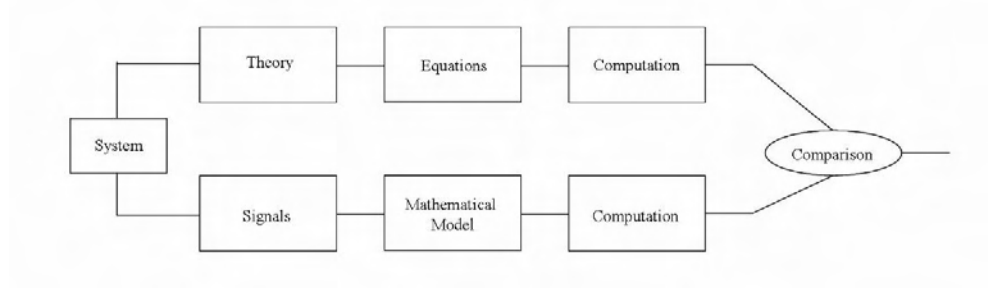 Theory
Equations
Computation
System
Comparison
Signals
Mathematical
Model
Computation